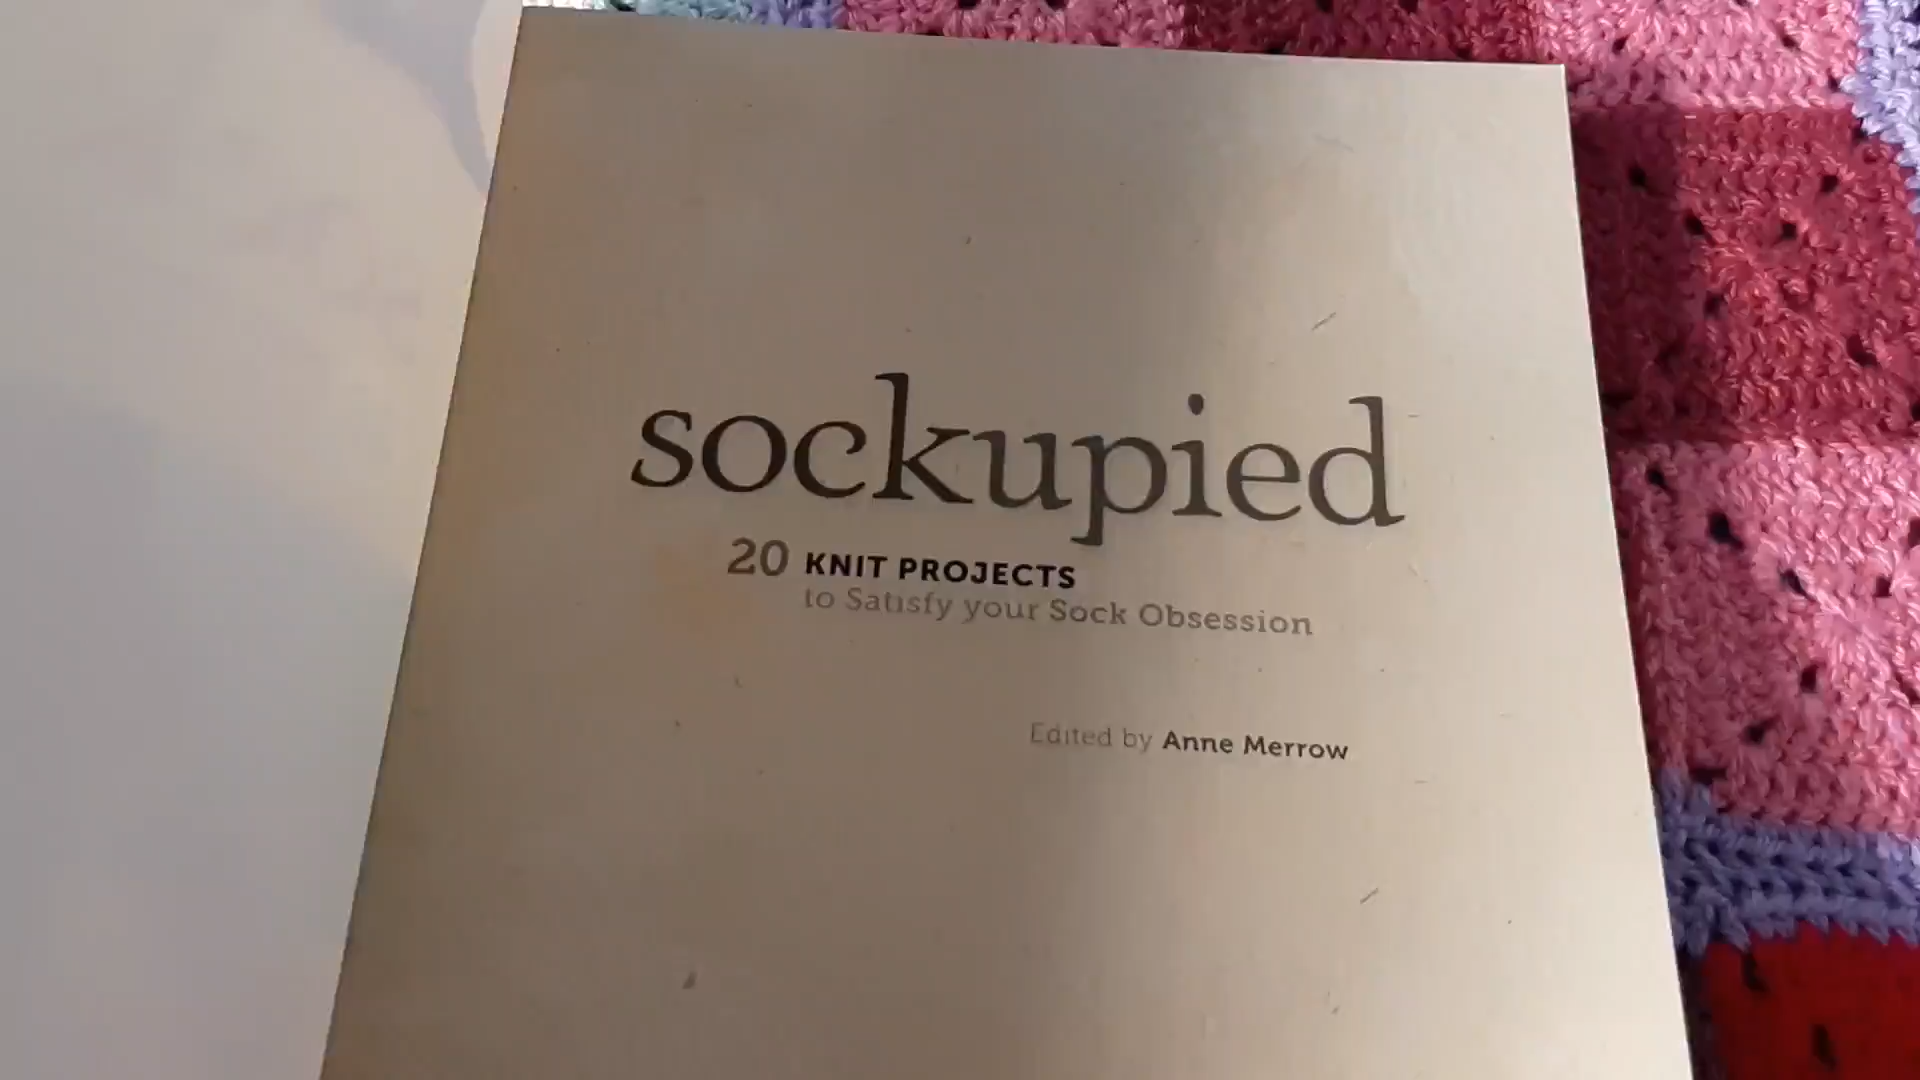 sockupied
20 KNIT PROJECTS
to Satisfy your Sock Obsession
Edited by Anne Merrow